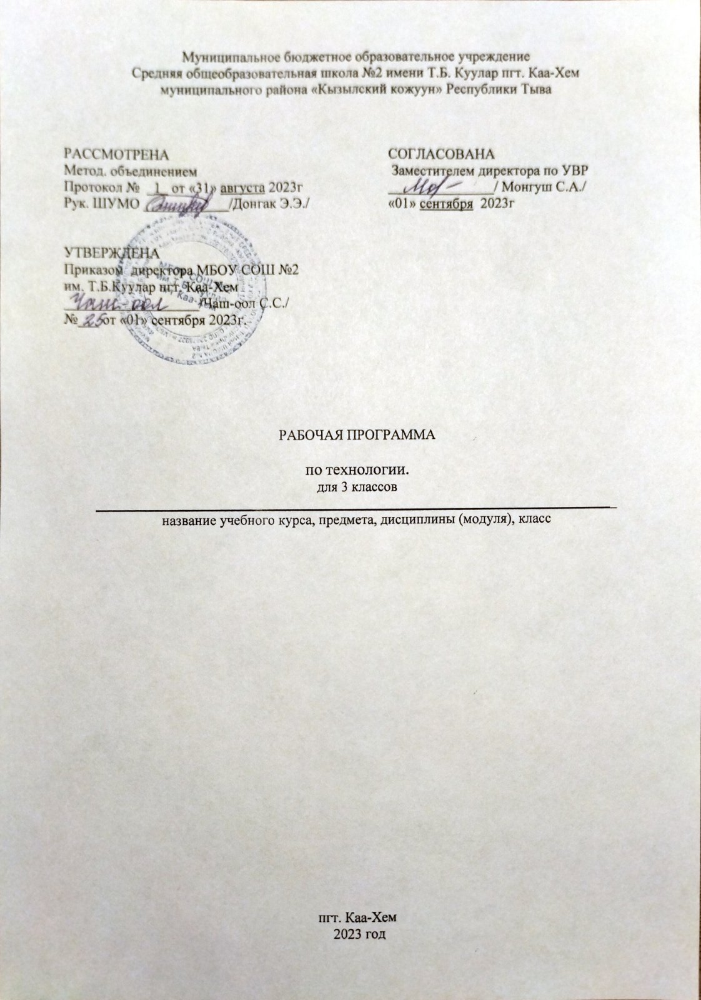 Муниципальное бюджетное образовательное учреждение
Средняя общеобразовательная школа №2 имени Т.Б. Куулар пгт. Каа-Хем
муниципального района «Кызылский кожуун» Республики Тыва
РАССМОТРЕНА
Метод. объединением
Протокол № 1 от «31» августа 2023г
Рук. ШУМО /Донгак Э.Э./
СОГЛАСОВАНА
Заместителем директора по УВР
/ Монгуш С.А./
«01» сентября 2023г
УТВЕРЖДЕНА
Приказом директора МБОУ СОШ №2
им. Т.Б.Куулар пгт. Каа-Хем
Чаш-оол /Чаш-оол С.С./
№ 25 от «01» сентября 2023г.
РАБОЧАЯ ПРОГРАММА
по технологии.
для 3 классов
название учебного курса, предмета, дисциплины (модуля), класс
пгт. Каа-Хем
2023 год